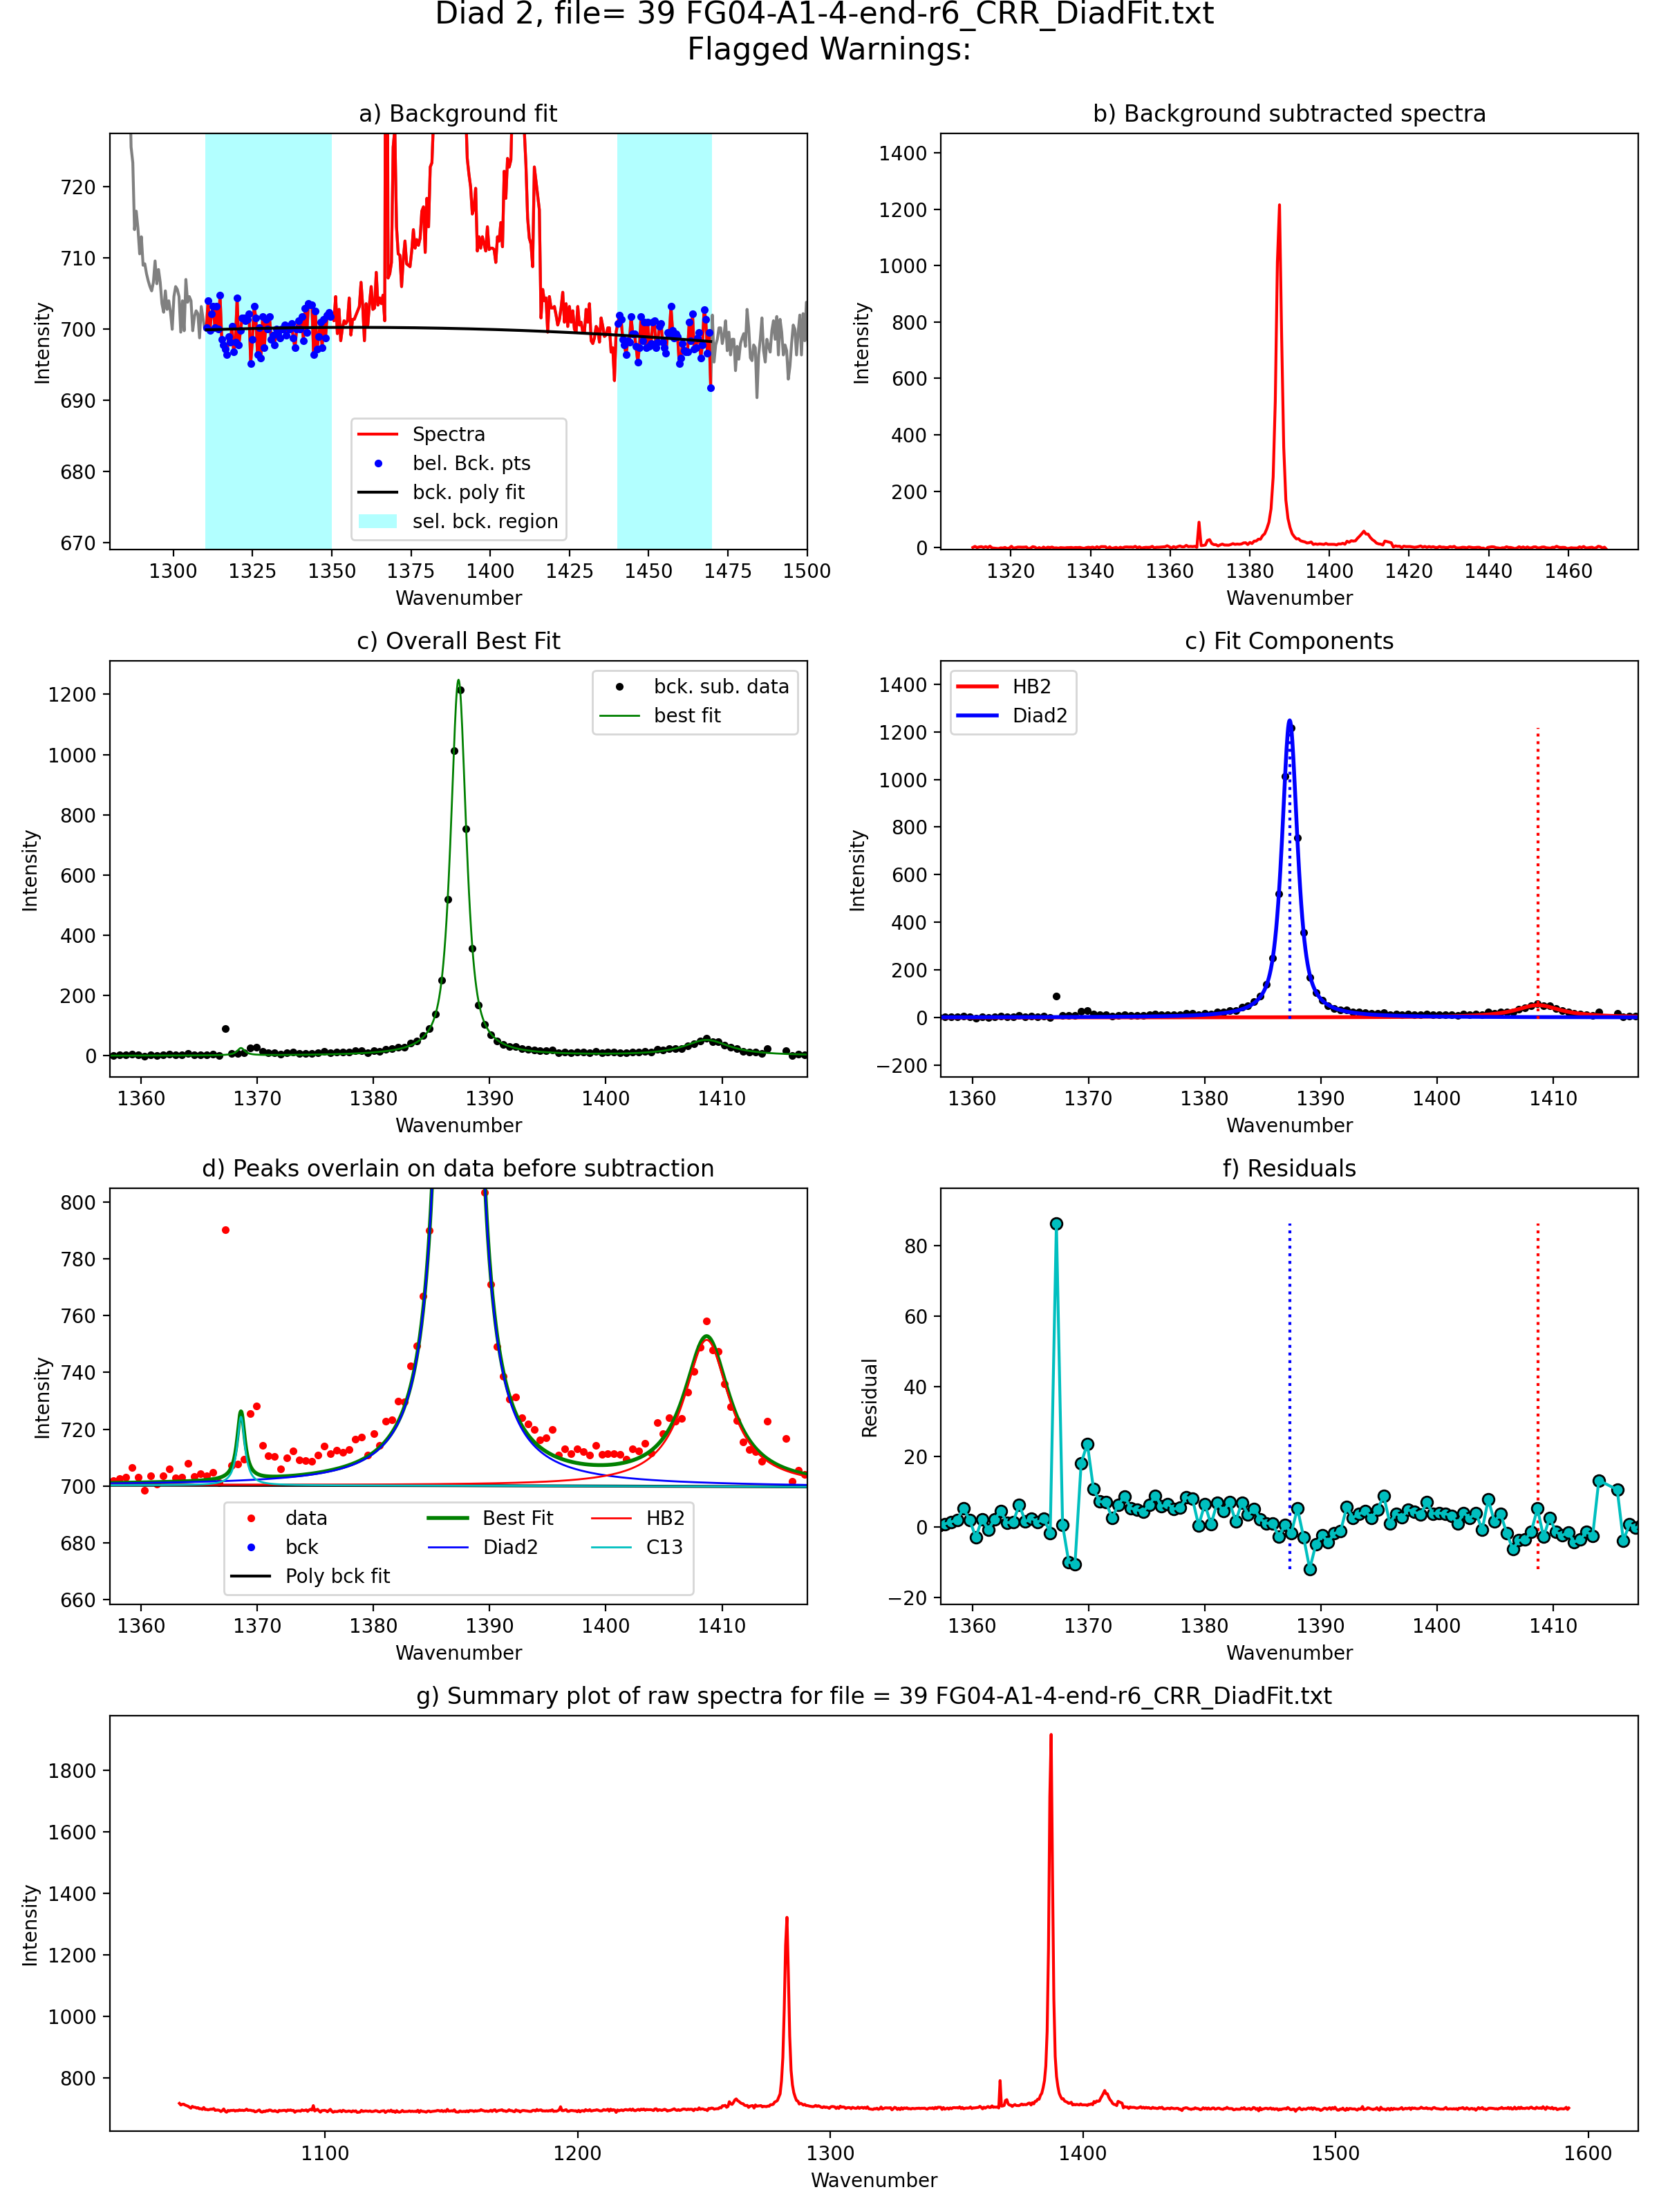 Diad 2, file= 39 FG04-A1-4-end-r6_CRR_DiadFit.txt
Flagged Warnings:
a) Background fit
720
710
700
690
680
670
Intensity
Spectra
bel. Bck. pts
bck. poly fit
sel. bck. region
1300 1325 1350 1375 1400 1425 1450 1475 1500
Wavenumber
b) Background subtracted spectra
1400
1200
1000
800
600
400
200
0
Intensity
1320 1340 1360 1380 1400 1420 1440 1460
Wavenumber
c) Overall Best Fit
1200
1000
800
600
400
200
0
Intensity
bck. sub. data
best fit
1360 1370 1380 1390 1400 1410
Wavenumber
c) Fit Components
1400
1200
1000
800
600
400
200
0
−200
Intensity
HB2
Diad2
1360 1370 1380 1390 1400 1410
Wavenumber
d) Peaks overlain on data before subtraction
800
780
760
740
720
700
680
660
Intensity
data
bck
Poly bck fit
Best Fit
Diad2
HB2
C13
1360 1370 1380 1390 1400 1410
Wavenumber
f) Residuals
80
60
40
20
0
−20
Residual
1360 1370 1380 1390 1400 1410
Wavenumber
g) Summary plot of raw spectra for file = 39 FG04-A1-4-end-r6_CRR_DiadFit.txt
1800
1600
1400
1200
1000
800
Intensity
1100 1200 1300 1400 1500 1600
Wavenumber